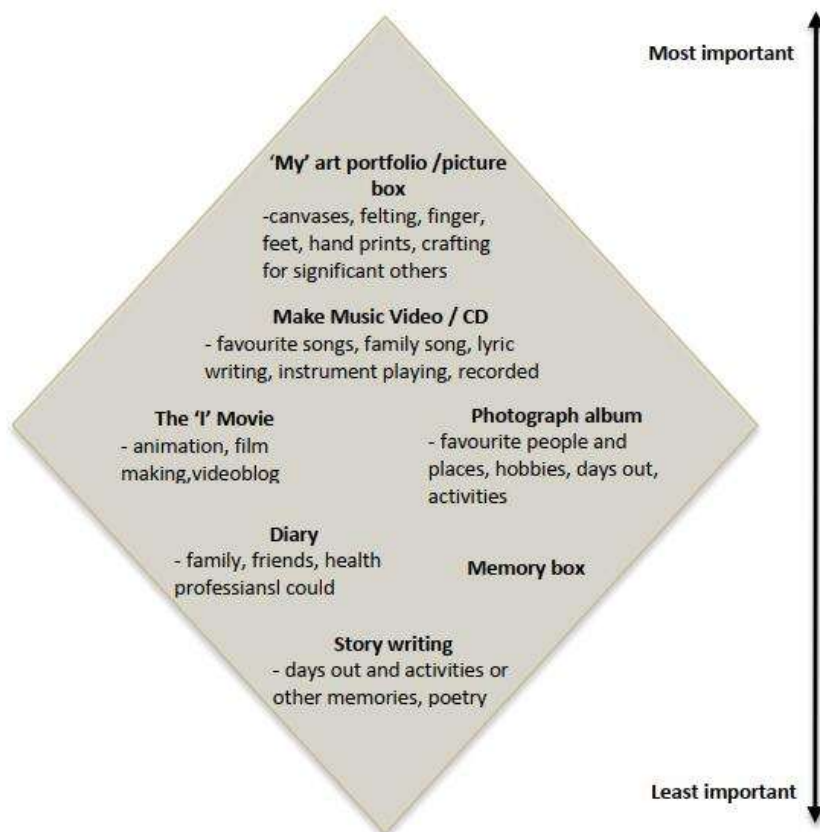 Most important
‘My’ art portfolio /picture
box
-canvases, felting, finger,
feet, hand prints, crafting
for significant others
Make Music Video / CD
- favourite songs, family song, lyric
writing, instrument playing, recorded
The ‘I’ Movie
- animation, film
making,videoblog
Photograph album
- favourite people and
places, hobbies, days out,
activities
Diary
- family, friends, health
professiansl could
Memory box
Story writing
- days out and activities or
other memories, poetry
Least important